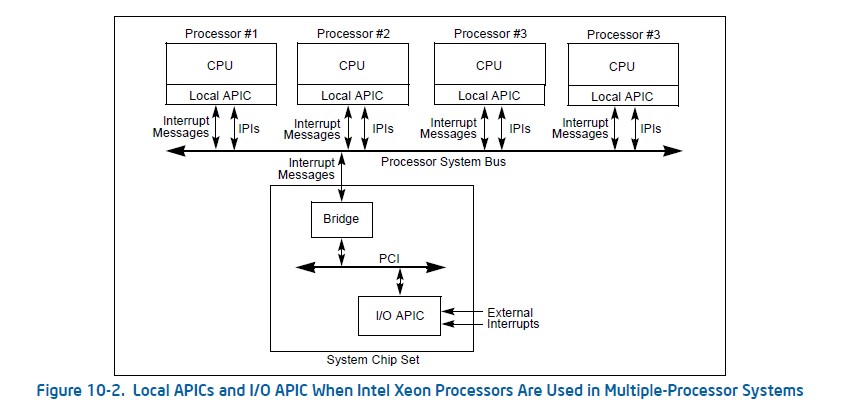 Processor #1
Processor #2
Processor #3
Processor #3
CPU
CPU
CPU
CPU
Local APIC
Local APIC
Local APIC
Local APIC
Interrupt
Messages
IPIs
Interrupt
Messages
IPIs
Interrupt
Messages
IPIs
Interrupt
Messages
IPIs
Processor System Bus
Interrupt
Messages
Bridge
PCI
I/O APIC
External
Interrupts
System Chip Set
Figure 10-2. Local APICs and I/O APIC When Intel Xeon Processors Are Used in Multiple-Processor Systems